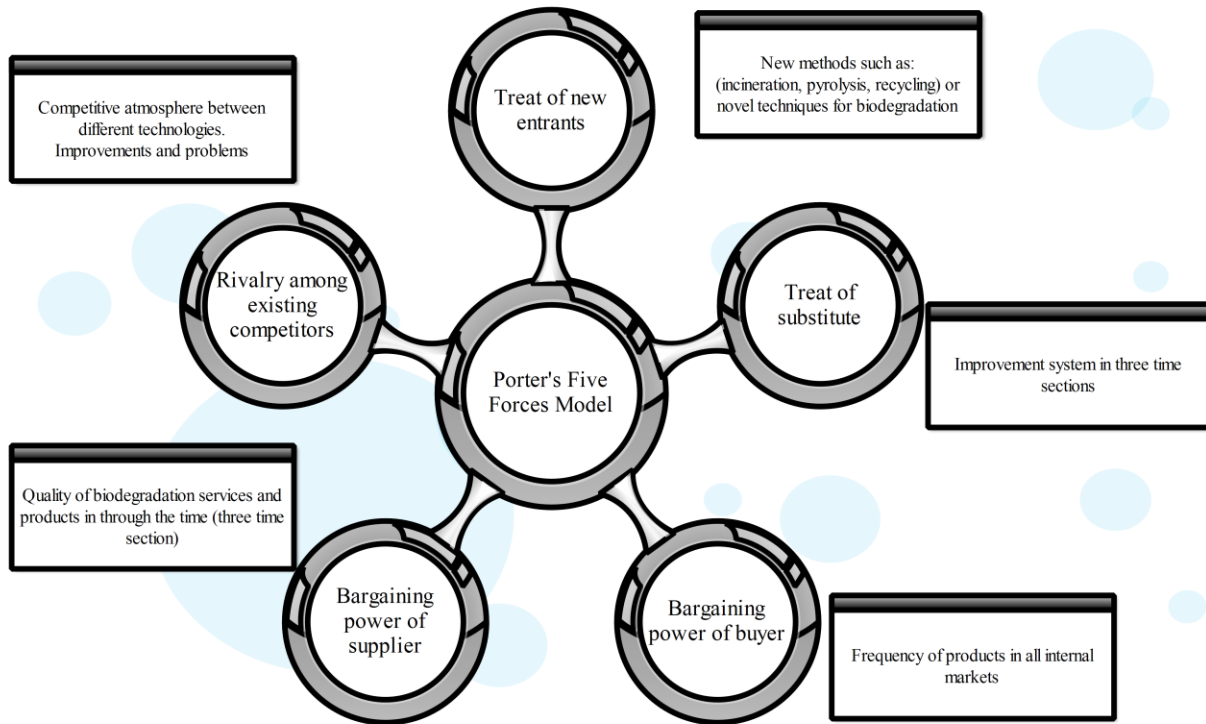 Treat of new
entrants
New methods such as:
(incineration, pyrolysis, recycling) or
novel techniques for biodegradation
Competitive atmosphere between
different technologies.
Improvements and problems
Rivalry among
existing
competitors
Treat of
substitute
Improvement system in three time
sections
Porter's Five
Forces Model
Quality of biodegradation services and
products in through the time (three time
section)
Bargaining
power of
supplier
Bargaining
power of buyer
Frequency of products in all internal
markets